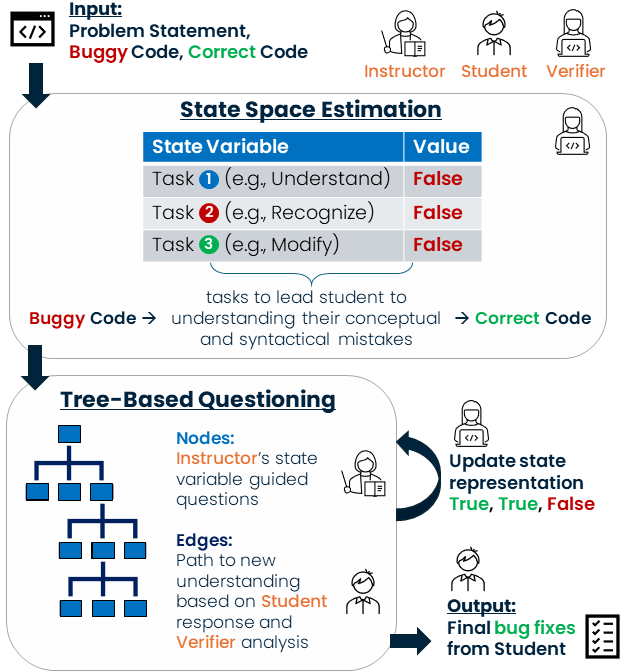 Input:
Problem Statement,
Buggy Code, Correct Code
Instructor Student Verifier
State Space Estimation
State Variable Value
Task 1 (e.g., Understand) False
Task 2 (e.g., Recognize) False
Task 3 (e.g., Modify) False
tasks to lead student to
Buggy Code → understanding their conceptual → Correct Code
and syntactical mistakes
Tree-Based Questioning
Nodes:
Instructor's state
variable guided
questions
Edges:
Path to new
understanding
based on Student
response and
Verifier analysis
Update state
representation
True, True, False
Output:
Final bug fixes
from Student